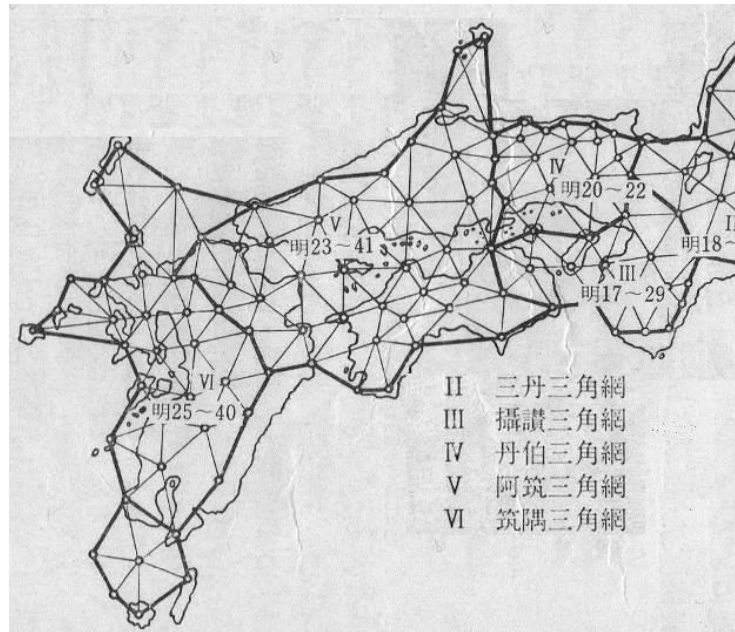 IV
明20～22
V
明23～41
II
明18～
III
明17～29
VI
明25～40
II 三丹三角網
III 攝讃三角網
IV 丹伯三角網
V 阿筑三角網
VI 筑隅三角網